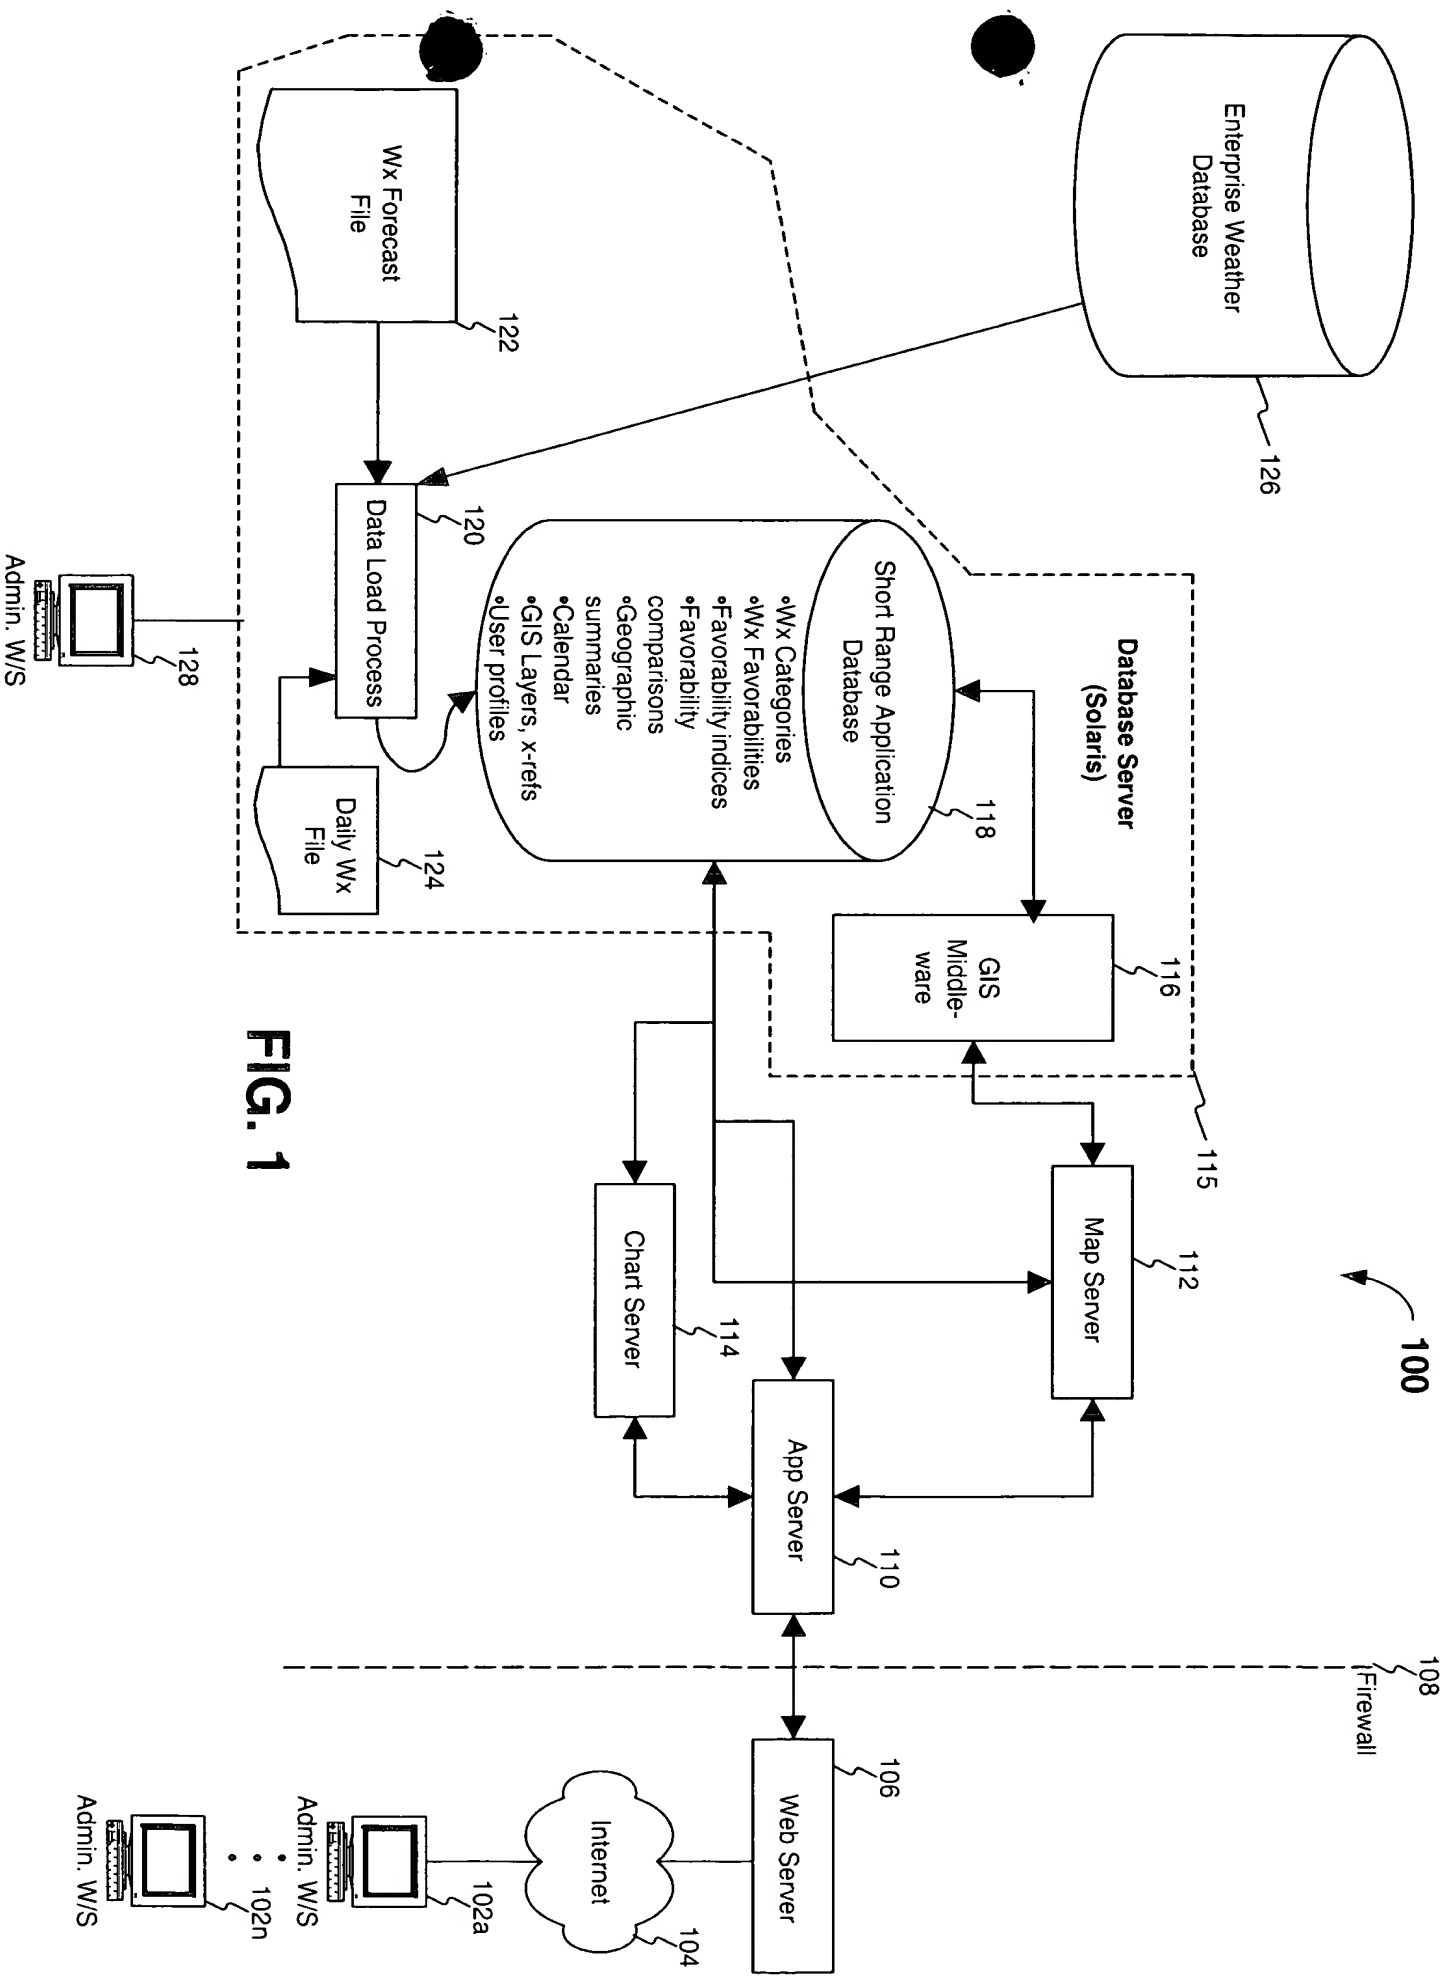 100
108
Firewall
126
Enterprise Weather
Database
115
112
Map Server
116
GIS
Middle-
ware
Database Server
(Solaris)
118
Short Range Application
Database
•Wx Categories
•Wx Favorabilities
•Favorability indices
•Favorability
comparisons
•Geographic
summaries
•Calendar
•GIS Layers, x-refs
•User profiles
110
App Server
106
Web Server
114
Chart Server
104
Internet
122
Wx Forecast
File
120
Data Load Process
124
Daily Wx
File
102a
Admin. W/S
102n
Admin. W/S
128
Admin. W/S
FIG. 1